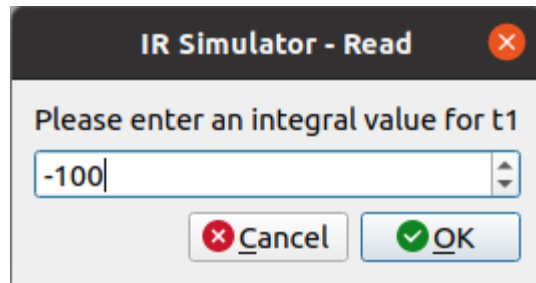 IR Simulator - Read
Please enter an integral value for t1
-100
Cancel
OK